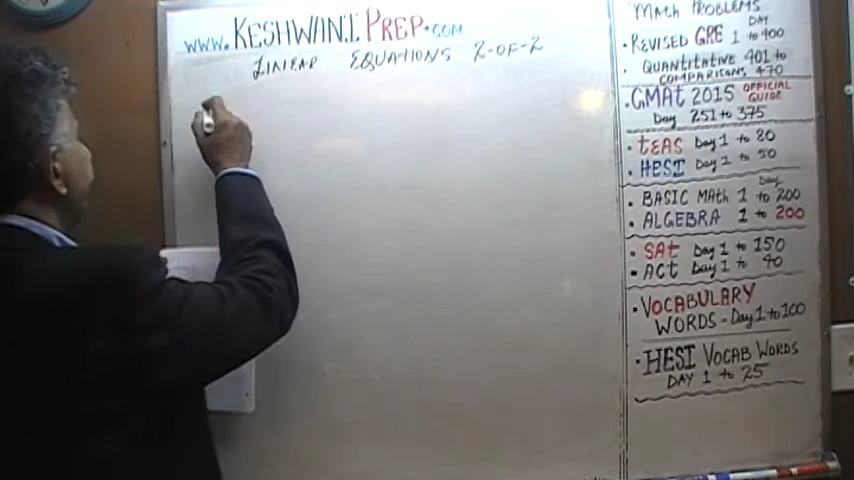 www.KESHWANIPREP.COM
LINEAR EQUATIONS 2-OF-2
MATH PROBLEMS
DAY
• REVISED GRE 1 to 400
• QUANTITATIVE 401 to
COMPARISONS 470
• GMAt 2015 OFFICIAL
GUIDE
Day 251 to 375
• tEAS Day 1 to 80
• HESI Day 1 to 50
Day
• BASIC MAth 1 to 200
• ALGEBRA 1 to 200
• SAt Day 1 to 150
• ACt Day 1 to 40
• VOCABULARY
WORDS - Day 1 to 100
• HESI VOCAB WORDS
DAY 1 to 25